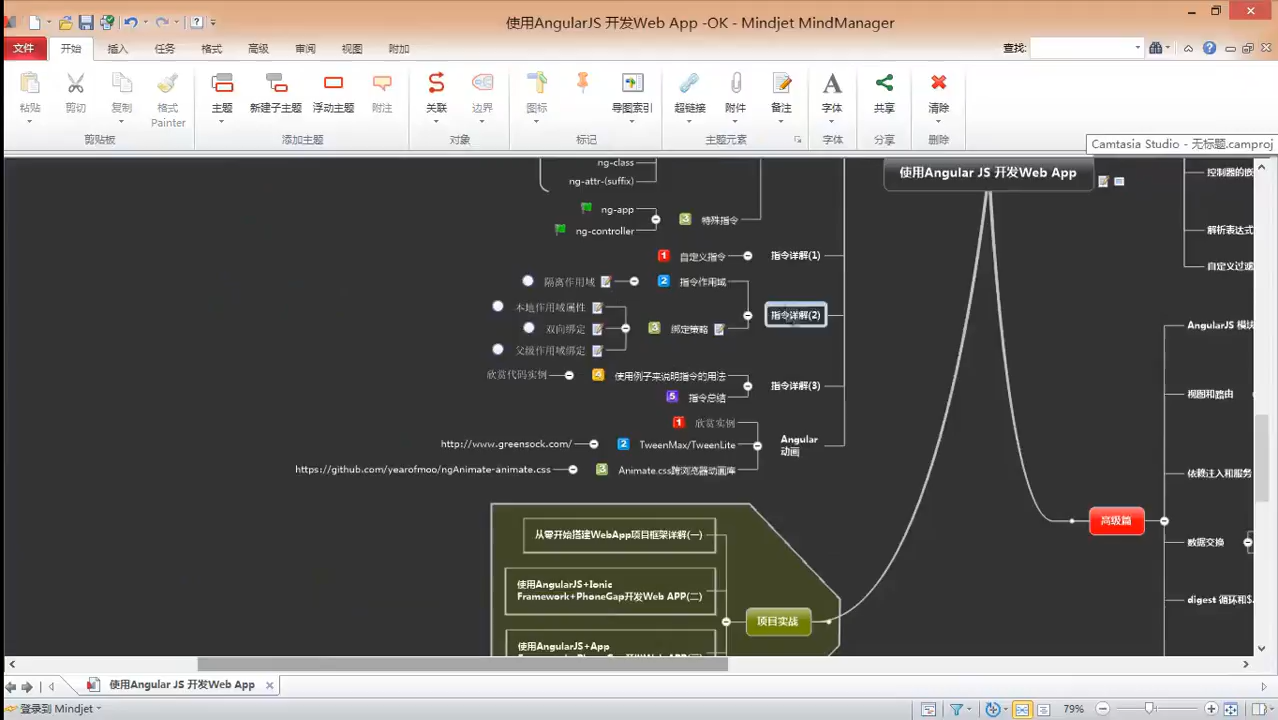 使用AngularJS 开发Web App -OK - Mindjet MindManager
文件
开始
插入
任务
格式
高级
审阅
视图
附加
查找:
粘贴
剪切
复制
格式
Painter
主题
新建子主题
浮动主题
附注
关联
边界
图标
标记
导图索引
超链接
附件
备注
字体
共享
清除
剪贴板
添加主题
对象
标记
主题元素
字体
分享
删除
Camtasia Studio - 无标题.camproj
使用Angular JS 开发Web App
ng-class
ng-attr-(suffix)
ng-app
ng-controller
3 特殊指令
1 自定义指令
指令详解(1)
隔离作用域
2 指令作用域
本地作用域属性
双向绑定
父级作用域绑定
3 绑定策略
指令详解(2)
欣赏代码实例
4 使用例子来说明指令的用法
5 指令总结
指令详解(3)
1 欣赏实例
http://www.greensock.com/
2 TweenMax/TweenLite
https://github.com/yearofmoo/ngAnimate-animate.css
3 Animate.css跨浏览器动画库
Angular
动画
从零开始搭建WebApp项目框架详解(一)
使用AngularJS+Ionic
Framework+PhoneGap开发Web APP(二)
使用AngularJS+App
项目实战
高级篇
控制器的嵌
解析表达式
自定义过滤
AngularJS 模块
视图和路由
依赖注入和服务
数据交换
digest 循环和$
使用Angular JS 开发Web App
登录到 Mindjet
79%